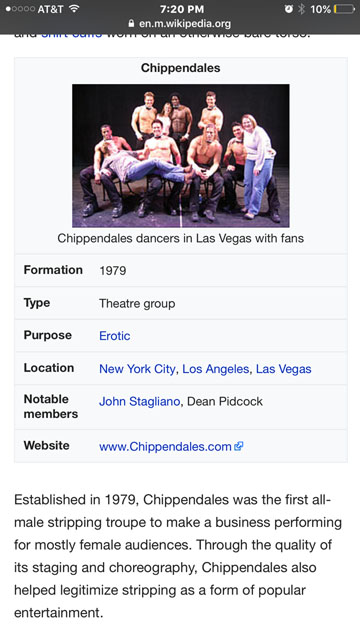 AT&T 7:20 PM 10%
en.m.wikipedia.org
and shirt cuffs worn on an otherwise bare torso.
Chippendales
Chippendales dancers in Las Vegas with fans
Formation 1979
Type Theatre group
Purpose Erotic
Location New York City, Los Angeles, Las Vegas
Notable members John Stagliano, Dean Pidcock
Website www.Chippendales.com
Established in 1979, Chippendales was the first all-
male stripping troupe to make a business performing
for mostly female audiences. Through the quality of
its staging and choreography, Chippendales also
helped legitimize stripping as a form of popular
entertainment.